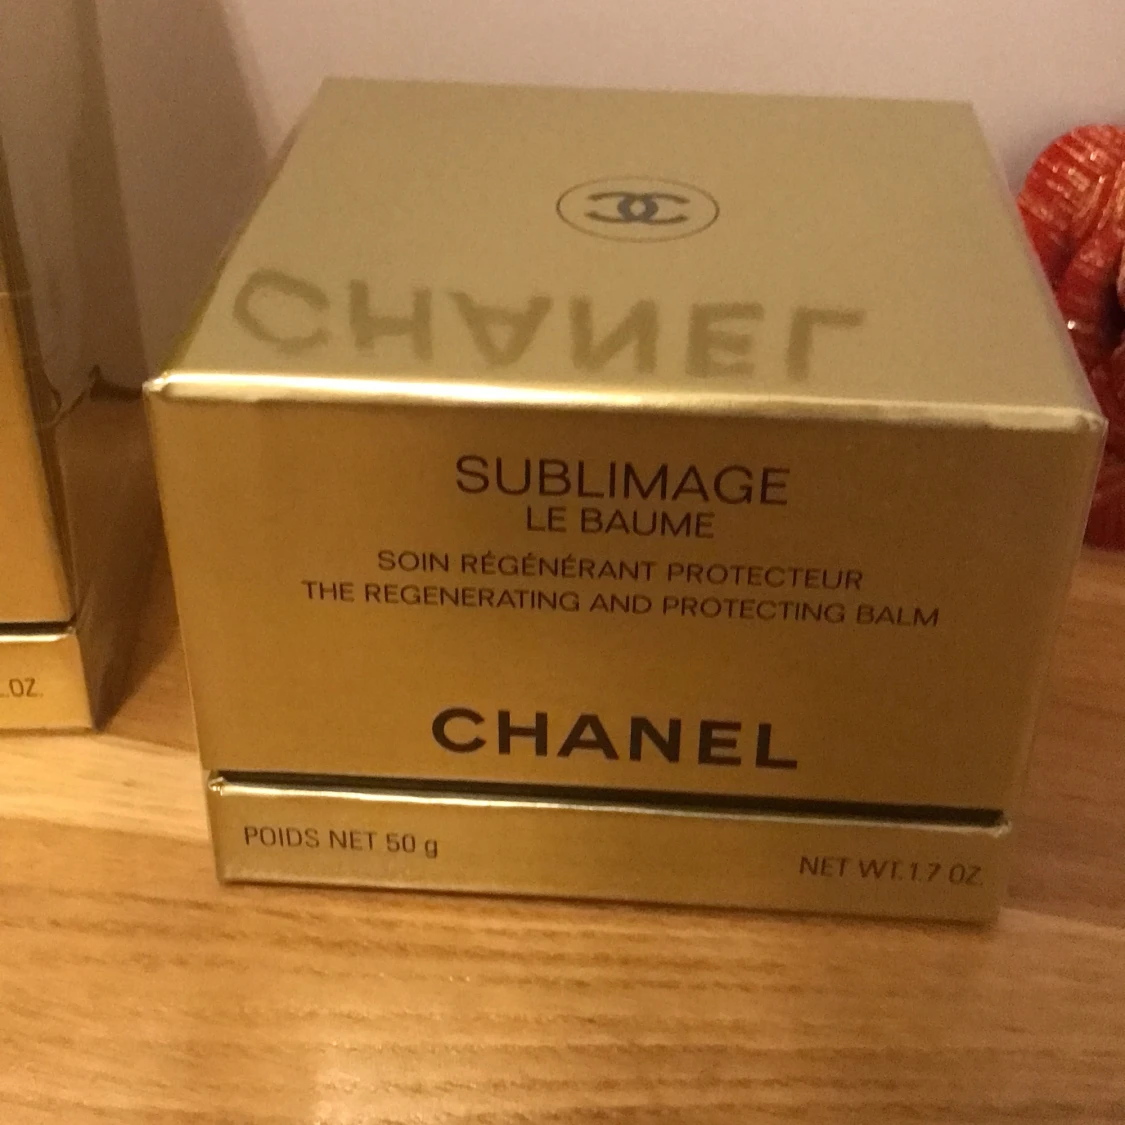 CHANEL
SUBLIMAGE
LE BAUME
SOIN RÉGÉNÉRANT PROTECTEUR
THE REGENERATING AND PROTECTING BALM
CHANEL
POIDS NET 50 g
NET WT.1.7 OZ.
.OZ.